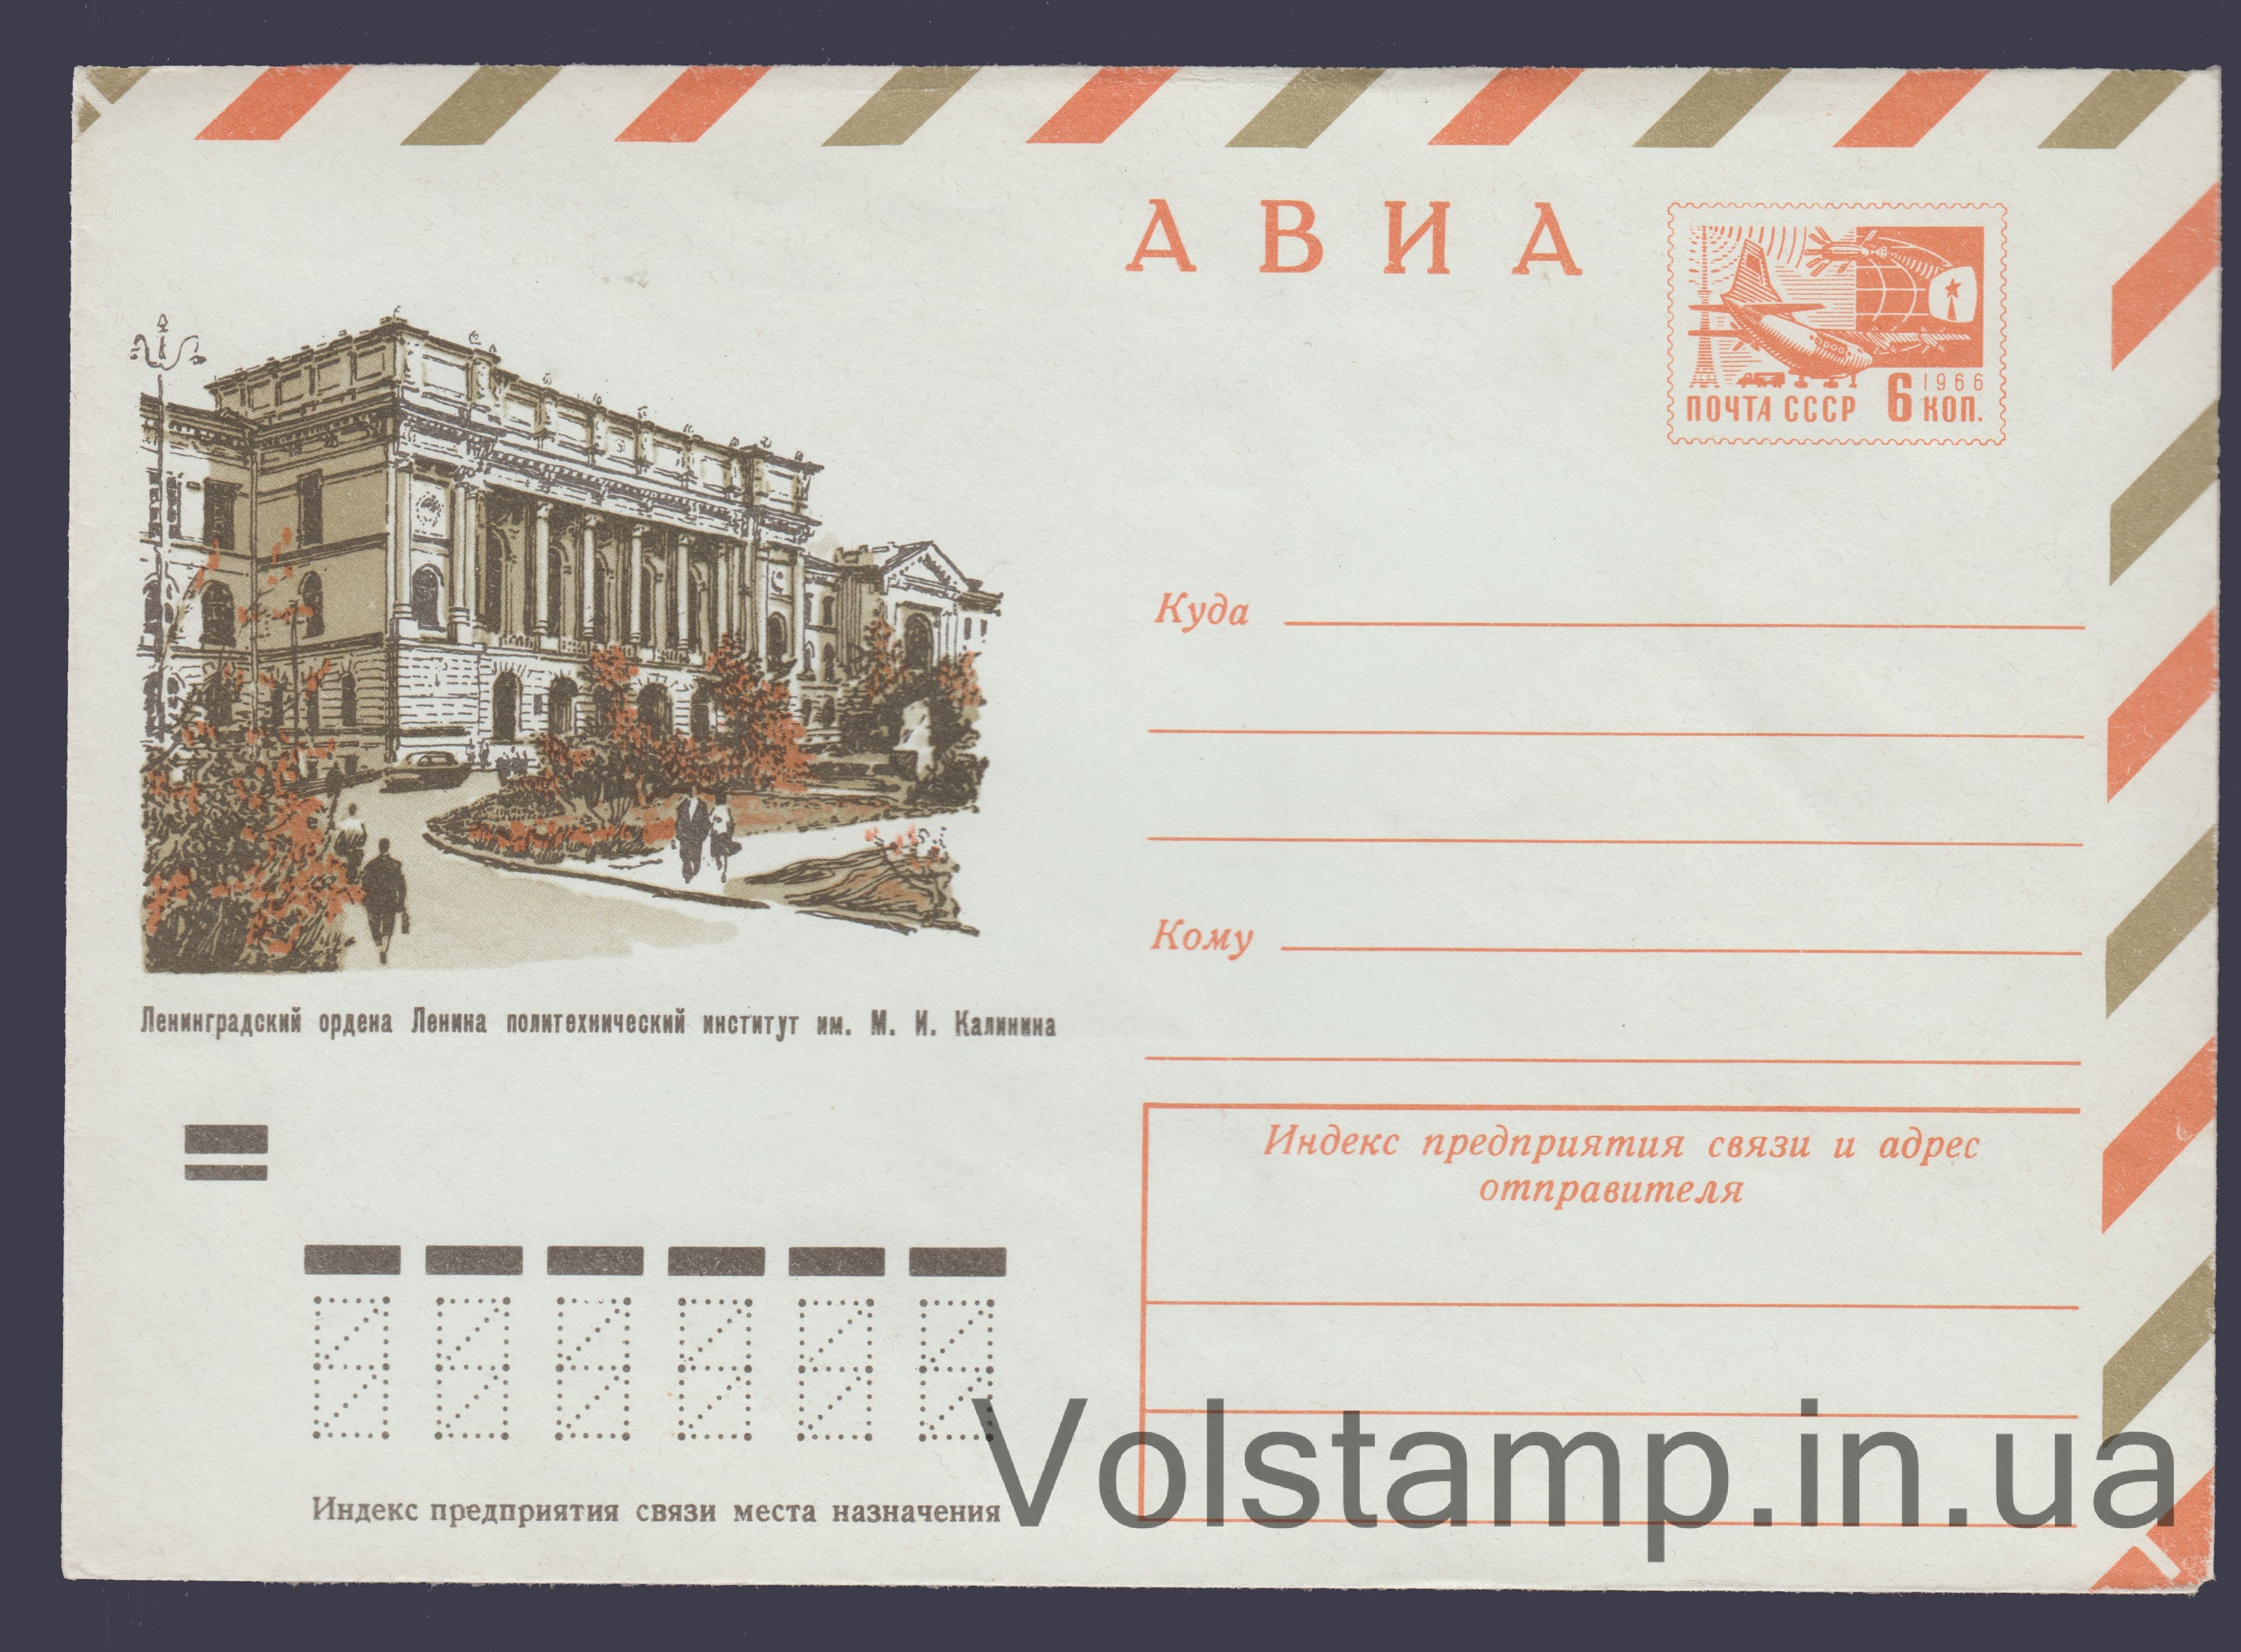 АВИА
1966
ПОЧТА СССР 6 КОП.
Куда
Кому
Ленинградский ордена Ленина политехнический институт им. М. И. Калинина
Индекс предприятия связи и адрес
отправителя
Индекс предприятия связи места назначения
Volstamp.in.ua